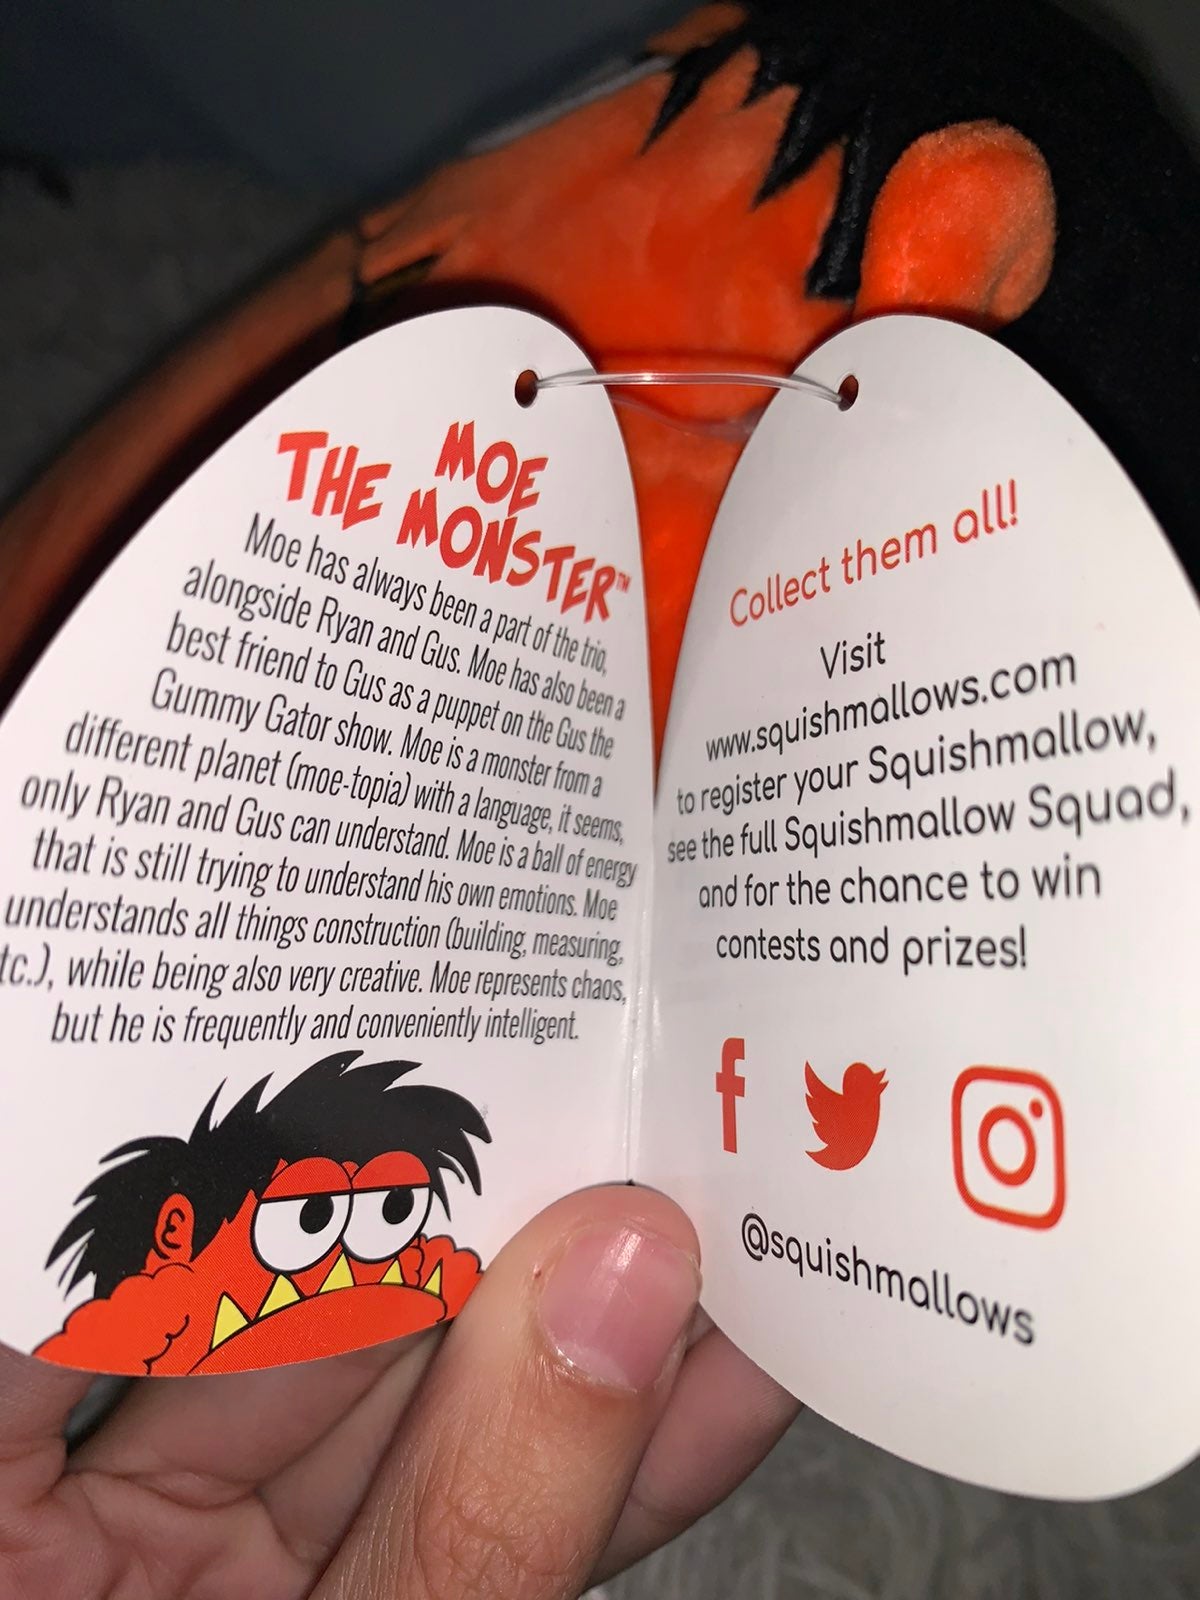 THE MOE
MONSTER™
Moe has always been a part of the trio,
alongside Ryan and Gus. Moe has also been a
best friend to Gus as a puppet on the Gus the
Gummy Gator show. Moe is a monster from a
different planet (moe-topia) with a language, it seems,
only Ryan and Gus can understand. Moe is a ball of energy
that is still trying to understand his own emotions. Moe
understands all things construction (building, measuring,
tc.), while being also very creative. Moe represents chaos,
but he is frequently and conveniently intelligent.
Collect them all!
Visit
www.squishmallows.com
to register your Squishmallow,
see the full Squishmallow Squad,
and for the chance to win
contests and prizes!
@squishmallows